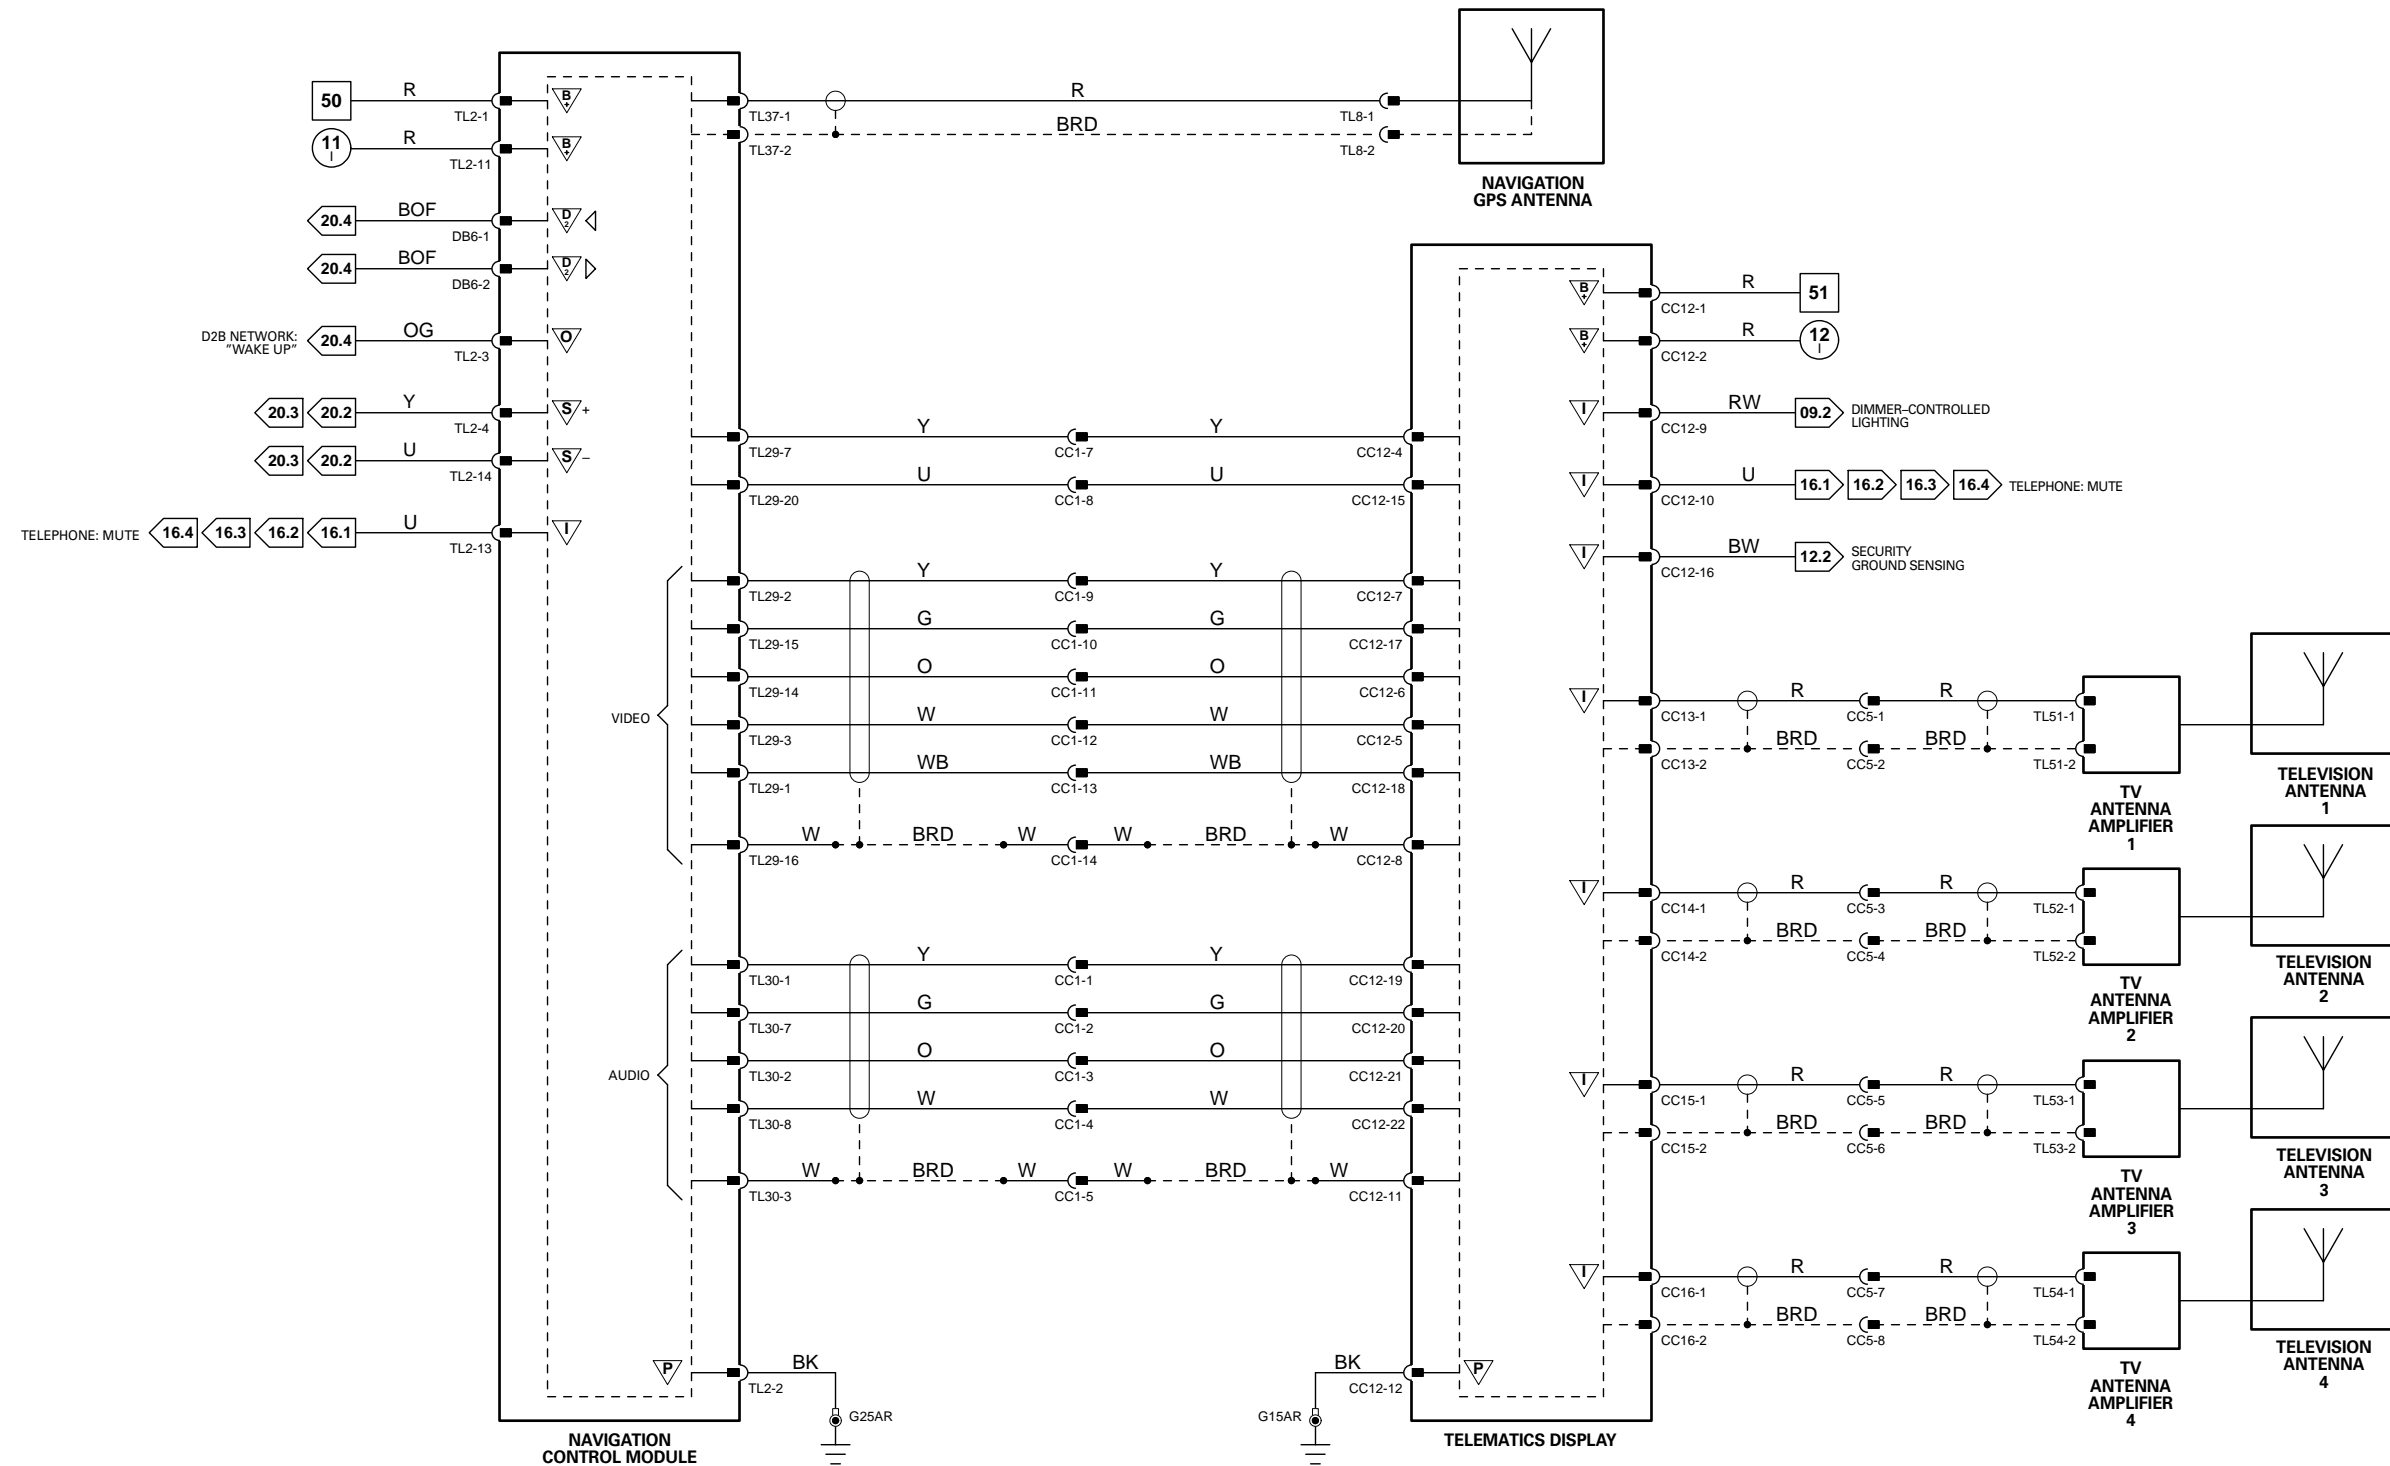 50
R
TL2-1
B
+
11
I
R
TL2-11
B
+
20.4
BOF
DB6-1
D
2
20.4
BOF
DB6-2
D
2
D2B NETWORK:
"WAKE UP"
20.4
OG
TL2-3
O
20.3
20.2
Y
TL2-4
S
+
20.3
20.2
U
TL2-14
S
–
TELEPHONE: MUTE
16.4
16.3
16.2
16.1
U
TL2-13
I
TL37-1
R
TL8-1
TL37-2
BRD
TL8-2
NAVIGATION
GPS ANTENNA
TL29-7
Y
CC1-7
Y
CC12-4
TL29-20
U
CC1-8
U
CC12-15
VIDEO
TL29-2
Y
CC1-9
Y
CC12-7
TL29-15
G
CC1-10
G
CC12-17
TL29-14
O
CC1-11
O
CC12-6
TL29-3
W
CC1-12
W
CC12-5
TL29-1
WB
CC1-13
WB
CC12-18
TL29-16
W
BRD
W
CC1-14
W
BRD
W
CC12-8
AUDIO
TL30-1
Y
CC1-1
Y
CC12-19
TL30-7
G
CC1-2
G
CC12-20
TL30-2
O
CC1-3
O
CC12-21
TL30-8
W
CC1-4
W
CC12-22
TL30-3
W
BRD
W
CC1-5
W
BRD
W
CC12-11
P
TL2-2
BK
G25AR
NAVIGATION
CONTROL MODULE
BK
CC12-12
P
G15AR
TELEMATICS DISPLAY
B
+
CC12-1
R
51
B
+
CC12-2
R
12
I
I
CC12-9
RW
09.2
DIMMER–CONTROLLED
LIGHTING
I
CC12-10
U
16.1
16.2
16.3
16.4
TELEPHONE: MUTE
I
CC12-16
BW
12.2
SECURITY
GROUND SENSING
I
CC13-1
R
CC5-1
R
TL51-1
CC13-2
BRD
CC5-2
BRD
TL51-2
TV
ANTENNA
AMPLIFIER
1
TELEVISION
ANTENNA
1
I
CC14-1
R
CC5-3
R
TL52-1
CC14-2
BRD
CC5-4
BRD
TL52-2
TV
ANTENNA
AMPLIFIER
2
TELEVISION
ANTENNA
2
I
CC15-1
R
CC5-5
R
TL53-1
CC15-2
BRD
CC5-6
BRD
TL53-2
TV
ANTENNA
AMPLIFIER
3
TELEVISION
ANTENNA
3
I
CC16-1
R
CC5-7
R
TL54-1
CC16-2
BRD
CC5-8
BRD
TL54-2
TV
ANTENNA
AMPLIFIER
4
TELEVISION
ANTENNA
4